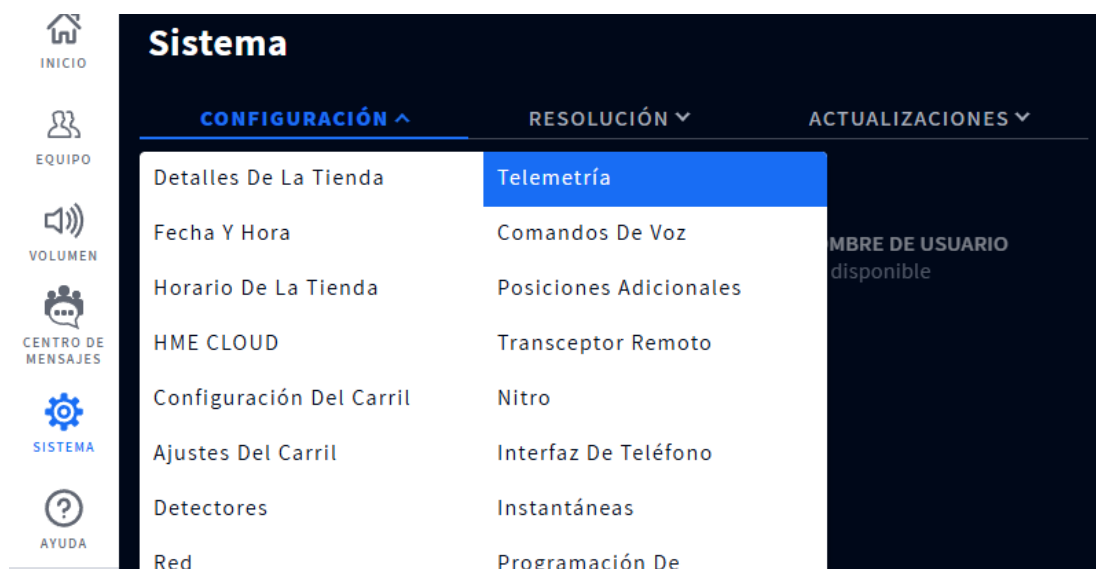 INICIO
EQUIPO
VOLUMEN
CENTRO DE
MENSAJES
SISTEMA
AYUDA
Sistema
CONFIGURACIÓN
RESOLUCIÓN
ACTUALIZACIONES
Detalles De La Tienda
Fecha Y Hora
Horario De La Tienda
HME CLOUD
Configuración Del Carril
Ajustes Del Carril
Detectores
Red
Telemetría
Comandos De Voz
Posiciones Adicionales
Transceptor Remoto
Nitro
Interfaz De Teléfono
Instantáneas
Programación De
MBRE DE USUARIO
disponible